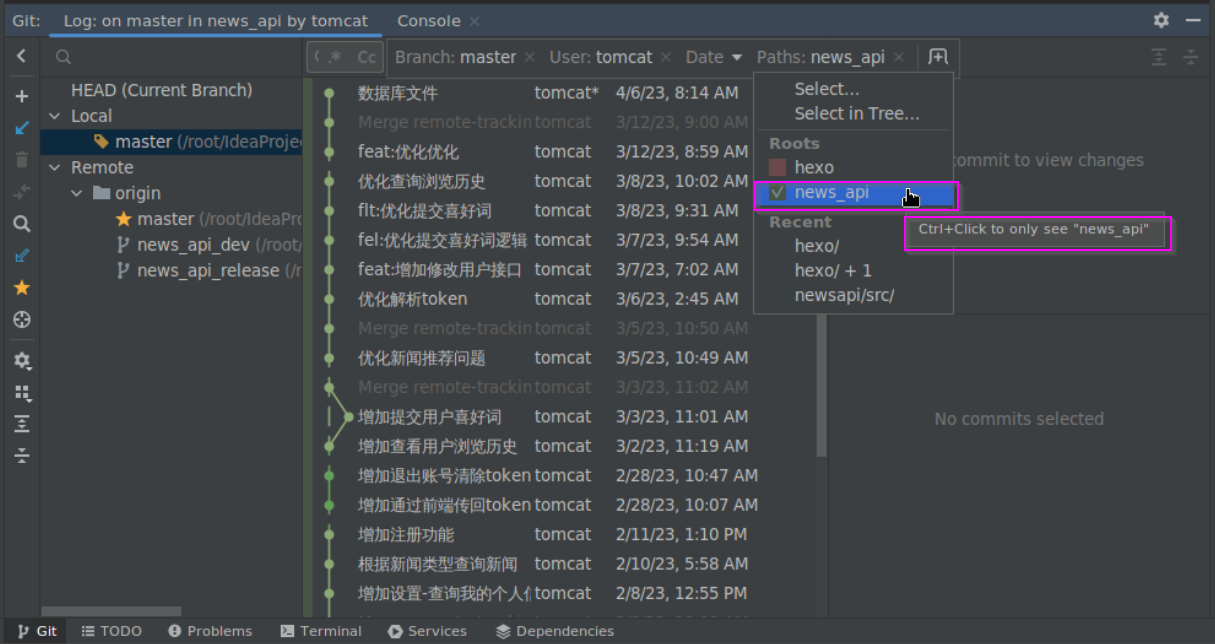 Git: Log: on master in news_api by tomcat Console
.* Cc Branch: master User: tomcat Date Paths: news_api
HEAD (Current Branch)
Local
master (/root/IdeaProje
Remote
origin
master (/root/IdeaPro
news_api_dev (/root/
news_api_release (/r
数据库文件 tomcat* 4/6/23, 8:14 AM
Merge remote-trackin tomcat 3/12/23, 9:00 AM
feat:优化优化 tomcat 3/12/23, 8:59 AM
优化查询浏览历史 tomcat 3/8/23, 10:02 AM
flt:优化提交喜好词 tomcat 3/8/23, 9:31 AM
fel:优化提交喜好词逻辑 tomcat 3/7/23, 9:54 AM
feat:增加修改用户接口 tomcat 3/7/23, 7:02 AM
优化解析token tomcat 3/6/23, 2:45 AM
Merge remote-trackin tomcat 3/5/23, 10:50 AM
优化新闻推荐问题 tomcat 3/5/23, 10:49 AM
Merge remote-trackin tomcat 3/3/23, 11:02 AM
增加提交用户喜好词 tomcat 3/3/23, 11:01 AM
增加查看用户浏览历史 tomcat 3/2/23, 11:19 AM
增加退出账号清除token tomcat 2/28/23, 10:47 AM
增加通过前端传回token tomcat 2/28/23, 10:07 AM
增加注册功能 tomcat 2/11/23, 1:10 PM
根据新闻类型查询新闻 tomcat 2/10/23, 5:58 AM
增加设置-查询我的个人 tomcat 2/8/23, 12:55 PM
Select...
Select in Tree...
Roots
hexo
news_api
Recent
hexo/
hexo/ + 1
newsapi/src/
Ctrl+Click to only see "news_api"
commit to view changes
No commits selected
Git TODO Problems Terminal Services Dependencies